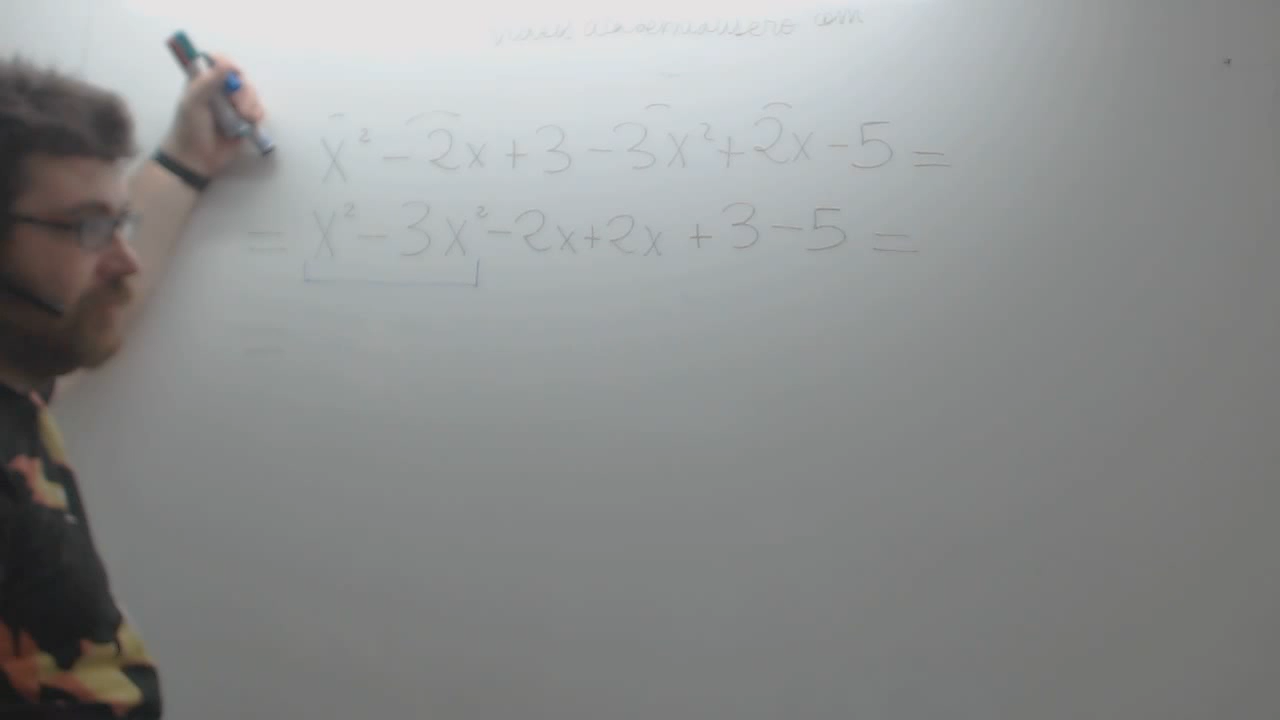 x² - 2x + 3 - 3x² + 2x - 5 =
= x² - 3x² - 2x + 2x + 3 - 5 =
=